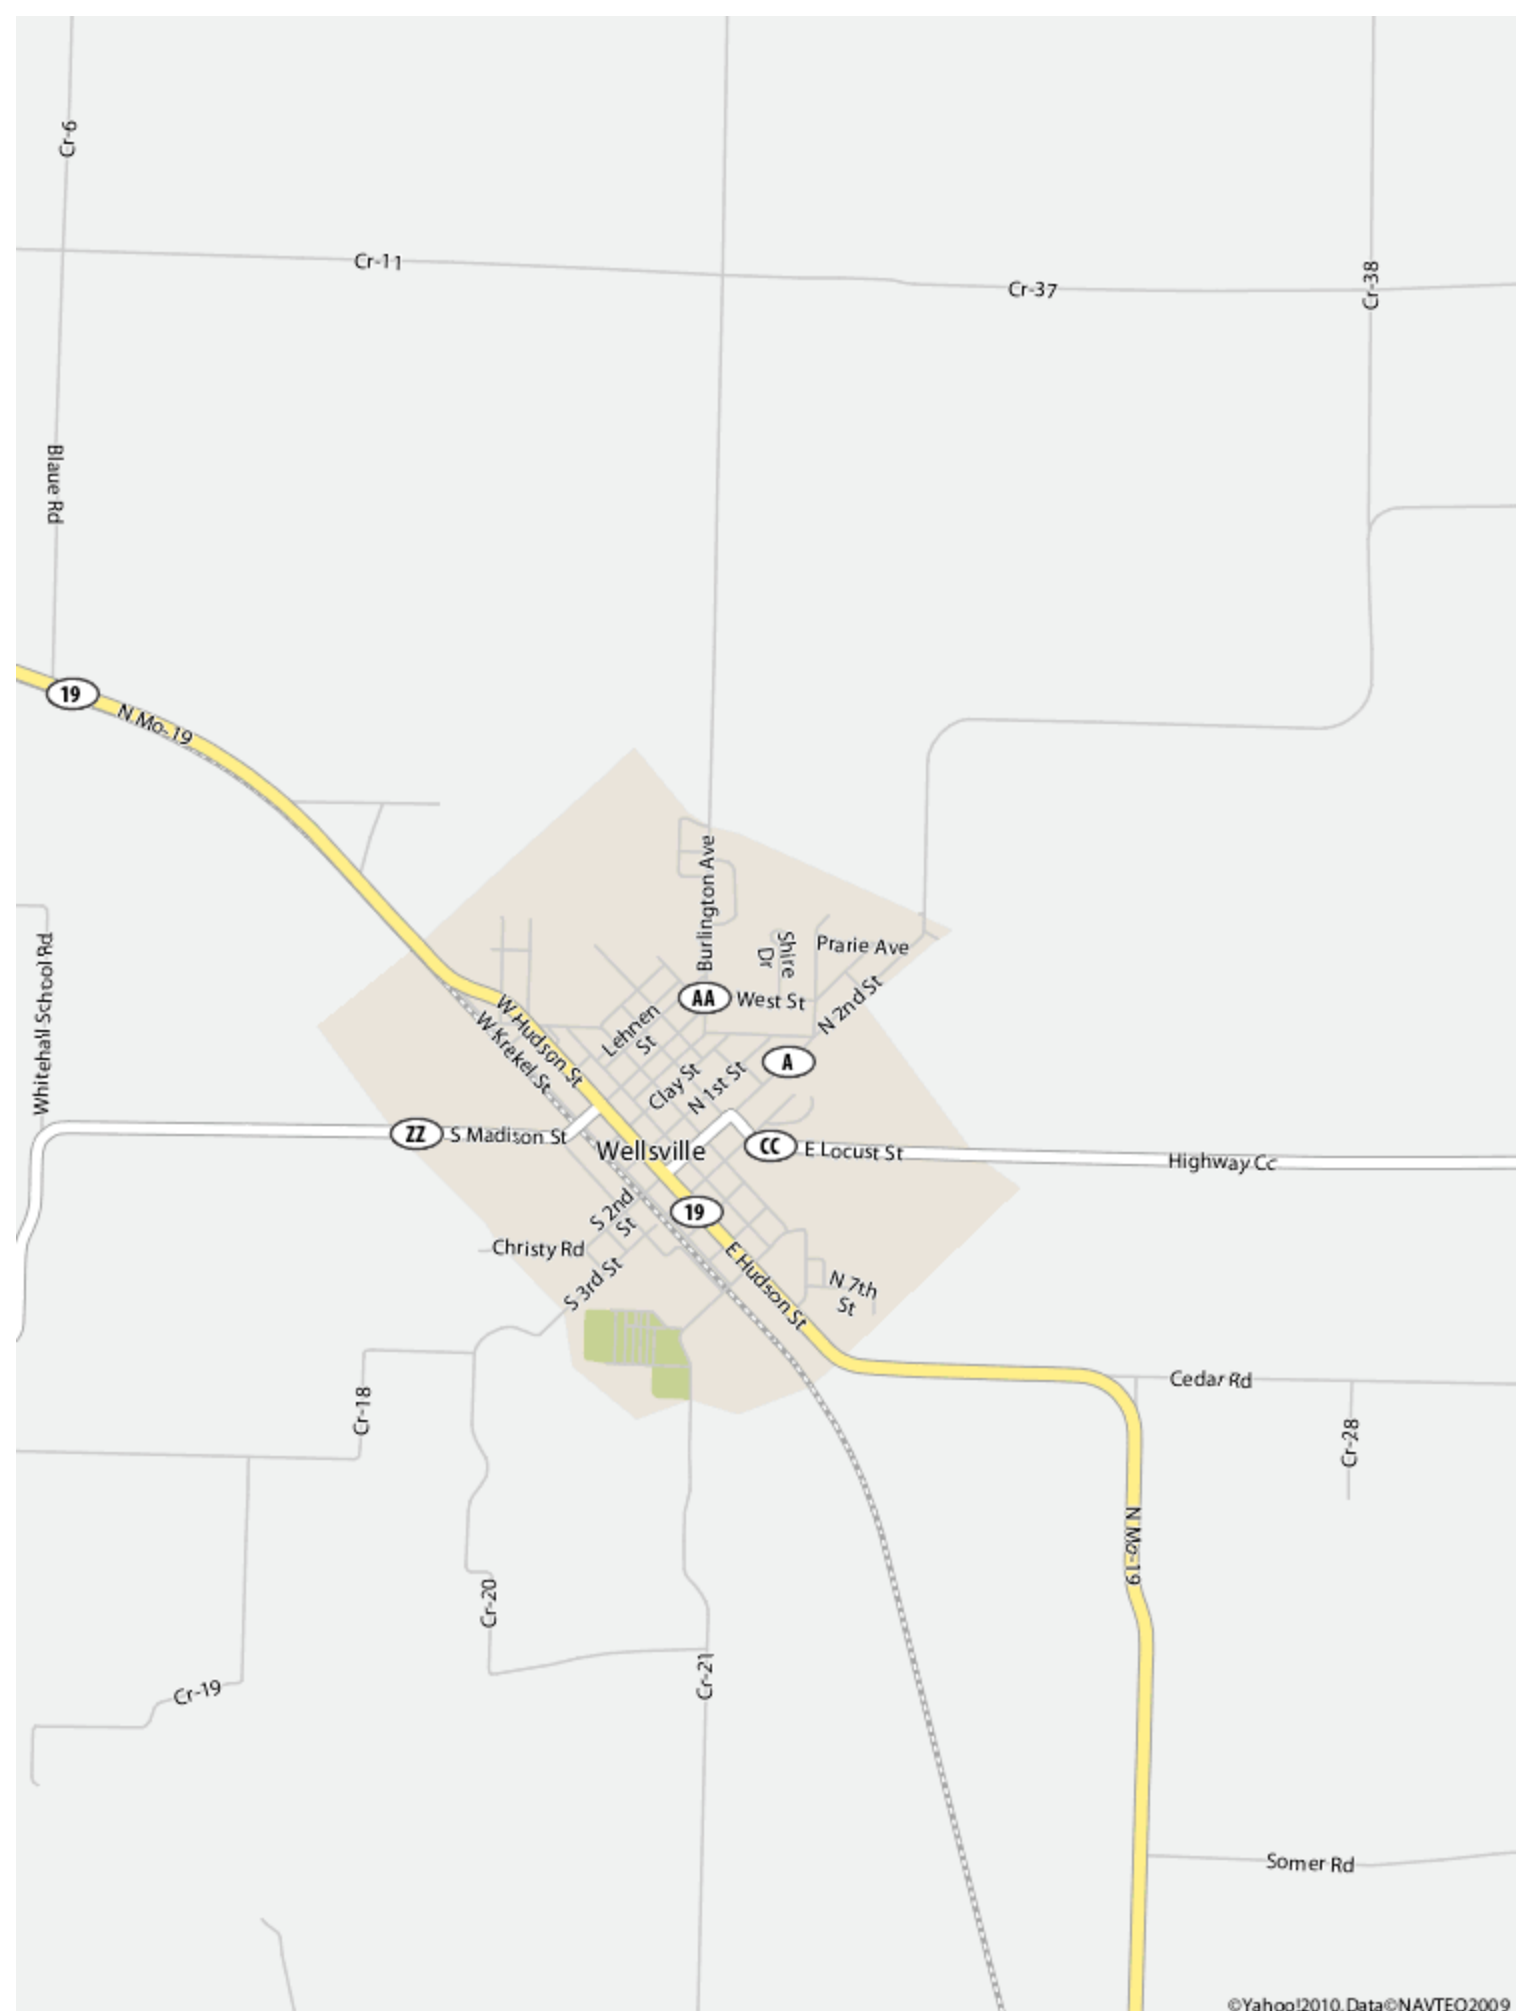 Cr-6
Cr-11
Cr-37
Cr-38
Blaue Rd
19
N Mo-19
Burlington Ave
Shire
Dr
Prarie Ave
Whitehall School Rd
AA
West St
N 2nd St
W Hudson St
W Krekel St
Lehnen
St
A
Clay St
N 1st St
ZZ
S Madison St
Wellsville
CC
E Locust St
Highway Cc
S 2nd
St
19
Christy Rd
E Hudson St
S 3rd St
N 7th
St
Cedar Rd
Cr-18
Cr-28
N Mo-19
Cr-20
Cr-21
Cr-19
Somer Rd
©Yahoo!2010, Data©NAVTEQ2009